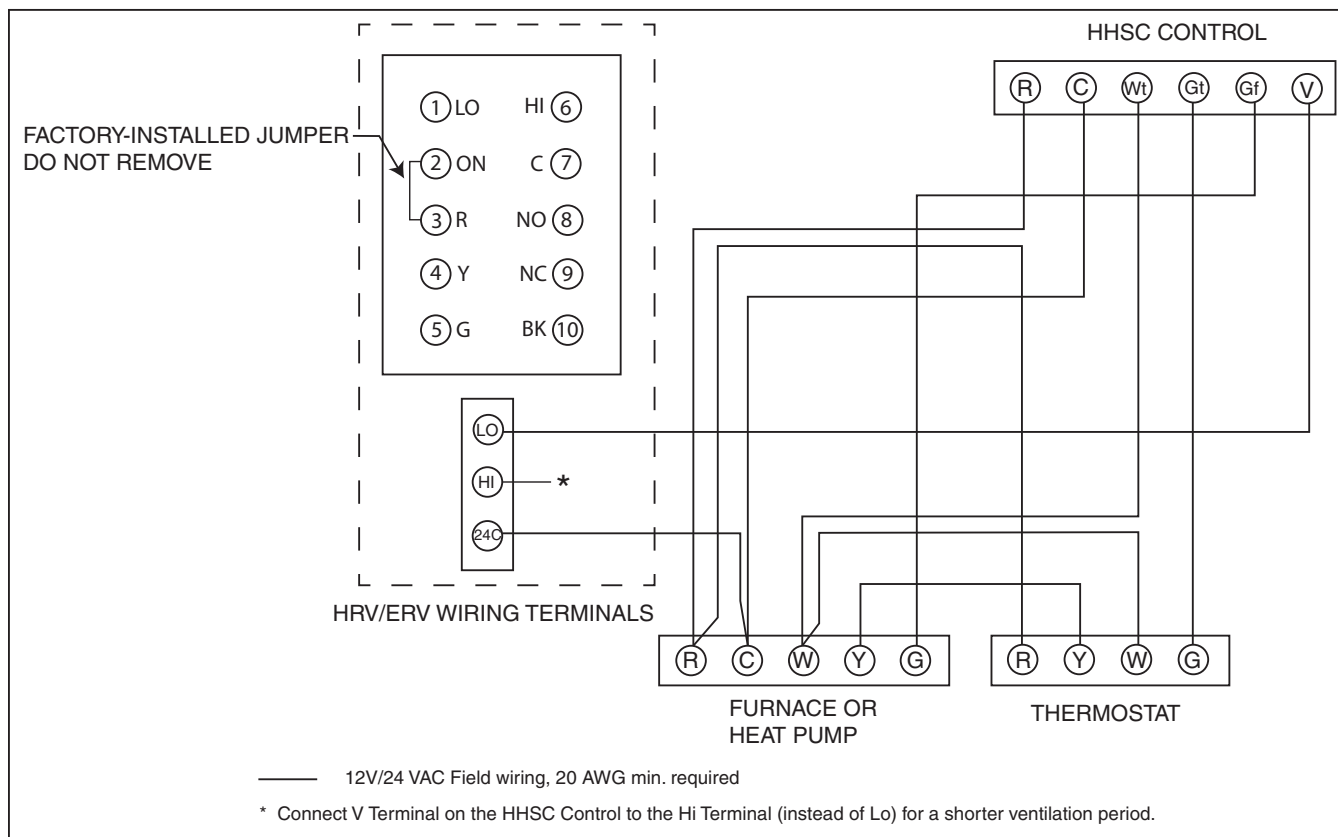 HHSC CONTROL
R C Wt Gt Gf V
FACTORY-INSTALLED JUMPER
DO NOT REMOVE
1 LO HI 6
2 ON C 7
3 R NO 8
4 Y NC 9
5 G BK 10
LO
HI *
24C
HRV/ERV WIRING TERMINALS
R C W Y G
FURNACE OR
HEAT PUMP
R Y W G
THERMOSTAT
12V/24 VAC Field wiring, 20 AWG min. required
* Connect V Terminal on the HHSC Control to the Hi Terminal (instead of Lo) for a shorter ventilation period.